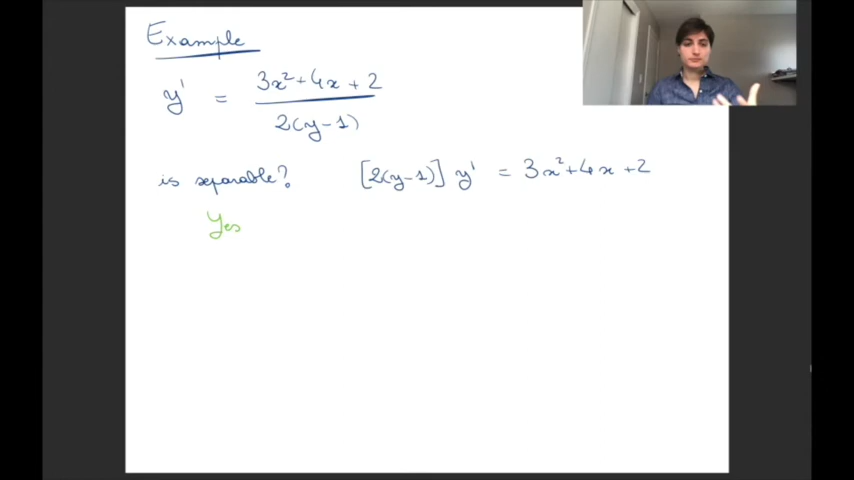 Example
y' = 3x²+4x+2 / 2(y-1)
is separable? [2(y-1)] y' = 3x²+4x+2
Yes